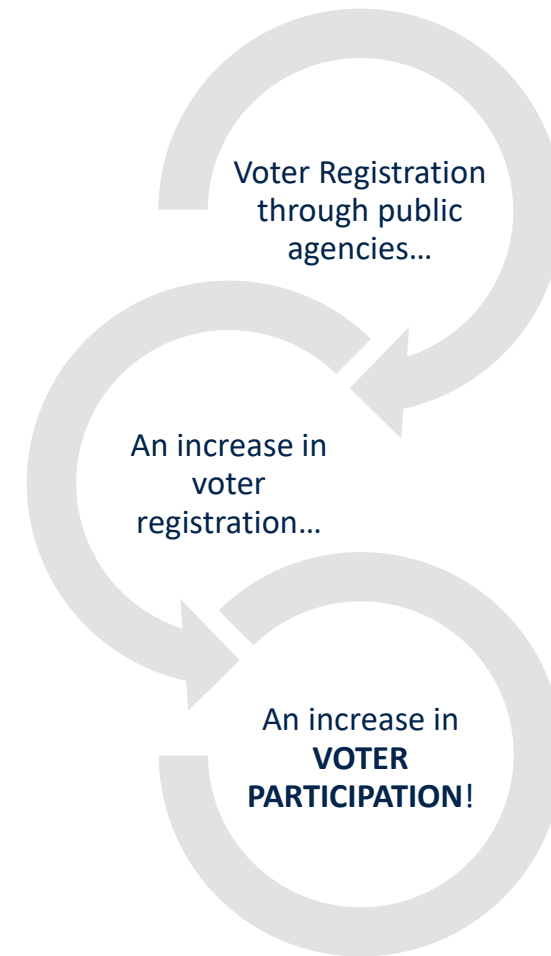 Voter Registration
through public
agencies…
An increase in
voter
registration…
An increase in
VOTER
PARTICIPATION!